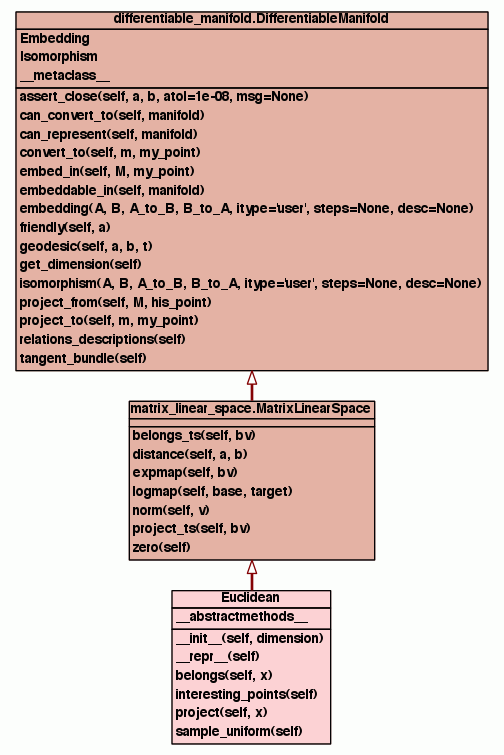 differentiable_manifold.DifferentiableManifold
Embedding
Isomorphism
__metaclass__
assert_close(self, a, b, atol=1e-08, msg=None)
can_convert_to(self, manifold)
can_represent(self, manifold)
convert_to(self, m, my_point)
embed_in(self, M, my_point)
embeddable_in(self, manifold)
embedding(A, B, A_to_B, B_to_A, itype='user', steps=None, desc=None)
friendly(self, a)
geodesic(self, a, b, t)
get_dimension(self)
isomorphism(A, B, A_to_B, B_to_A, itype='user', steps=None, desc=None)
project_from(self, M, his_point)
project_to(self, m, my_point)
relations_descriptions(self)
tangent_bundle(self)
matrix_linear_space.MatrixLinearSpace
belongs_ts(self, bv)
distance(self, a, b)
expmap(self, bv)
logmap(self, base, target)
norm(self, v)
project_ts(self, bv)
zero(self)
Euclidean
__abstractmethods__
__init__(self, dimension)
__repr__(self)
belongs(self, x)
interesting_points(self)
project(self, x)
sample_uniform(self)